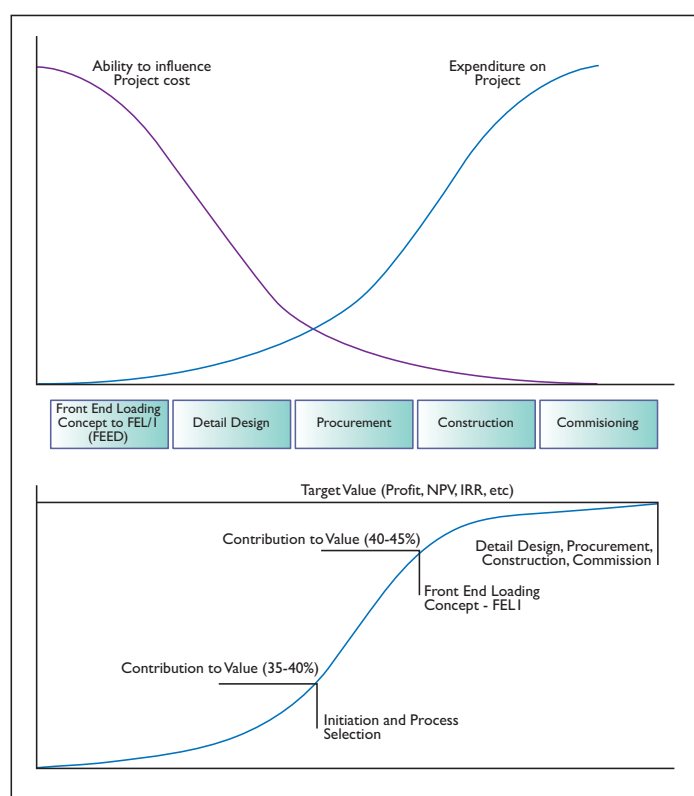 Ability to influence
Project cost
Expenditure on
Project
Front End Loading
Concept to FEL/1
(FEED)
Detail Design
Procurement
Construction
Commisioning
Target Value (Profit, NPV, IRR, etc)
Contribution to Value (40-45%)
Detail Design, Procurement,
Construction, Commission
Front End Loading
Concept - FEL1
Contribution to Value (35-40%)
Initiation and Process
Selection